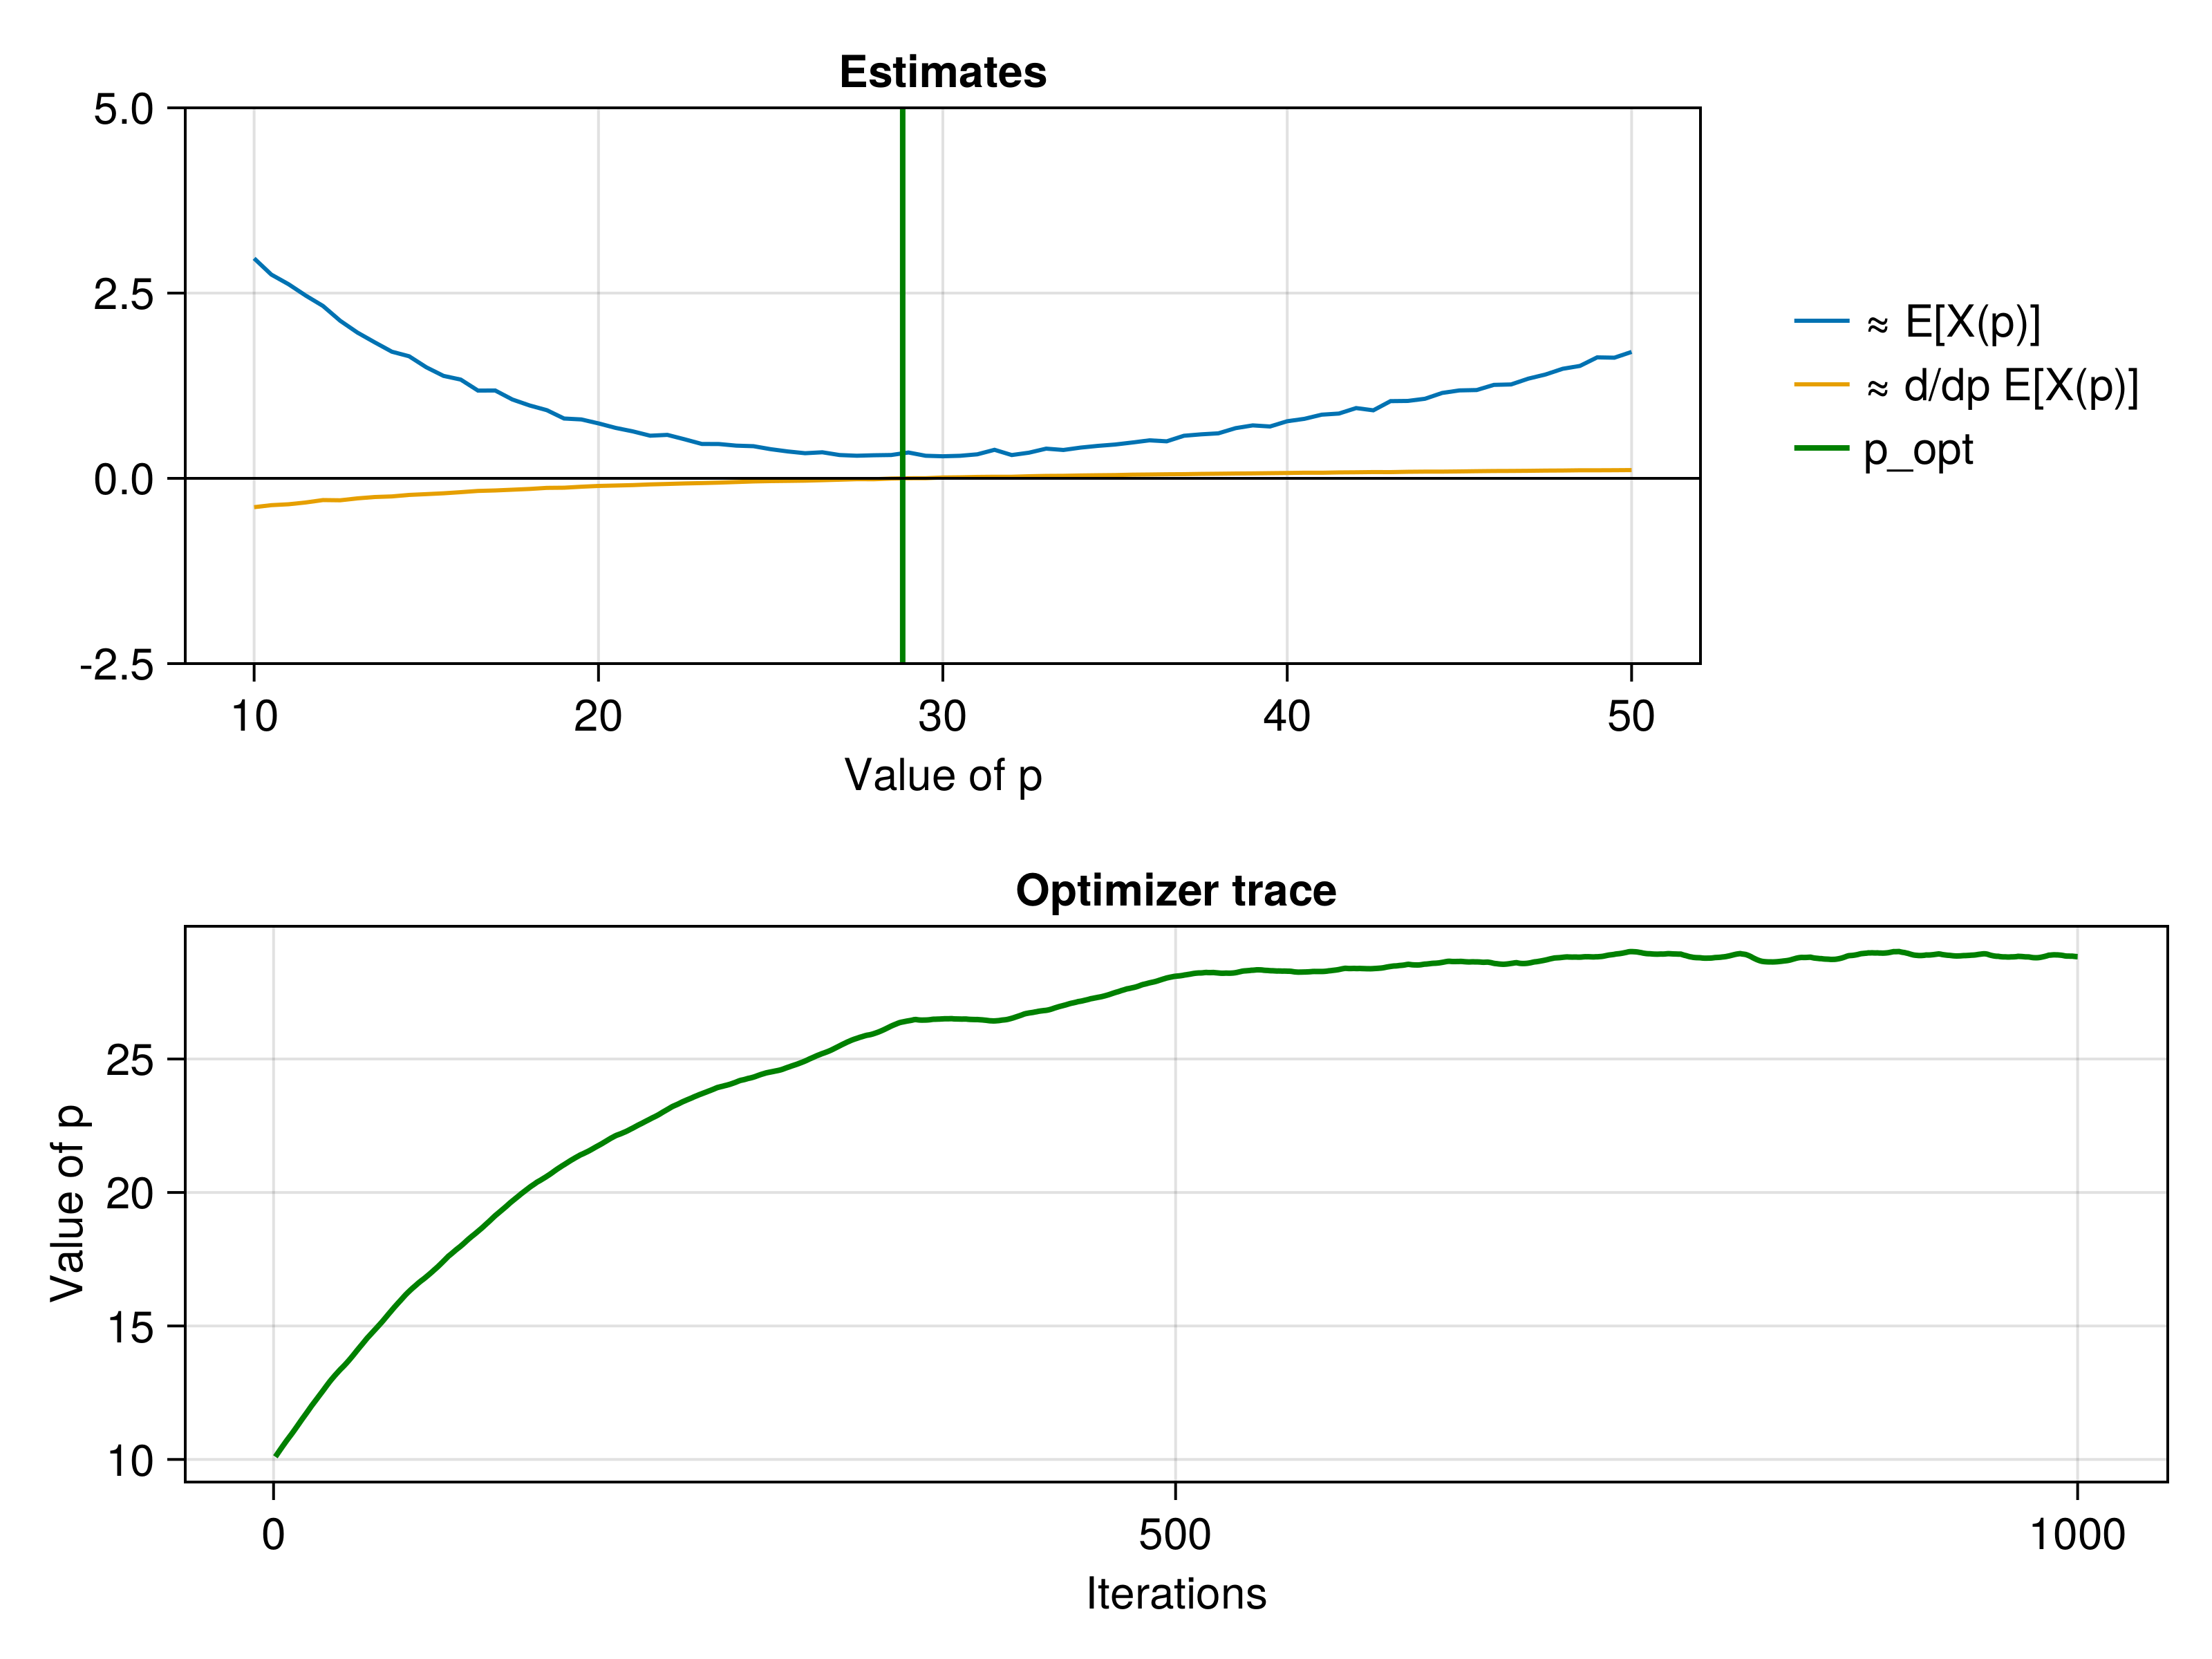 Estimates
5.0
2.5
0.0
-2.5
10 20 30 40 50
Value of p
≈ E[X(p)]
≈ d/dp E[X(p)]
p_opt
Optimizer trace
Value of p
25
20
15
10
0 500 1000
Iterations